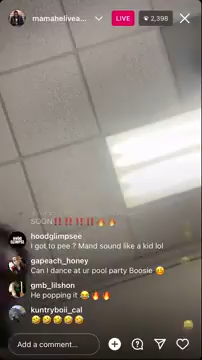 mamahelivea...
LIVE
2,398
SOON‼️‼️‼️🔥🔥
hoodglimpsee
i got to pee ? Mand sound like a kid lol
gapeach_honey
Can I dance at ur pool party Boosie 😋
gmb_lilshon
He popping it 😂🔥🔥
kuntryboii_cal
🤣🤣🤣🤣🤣
Add a comment...